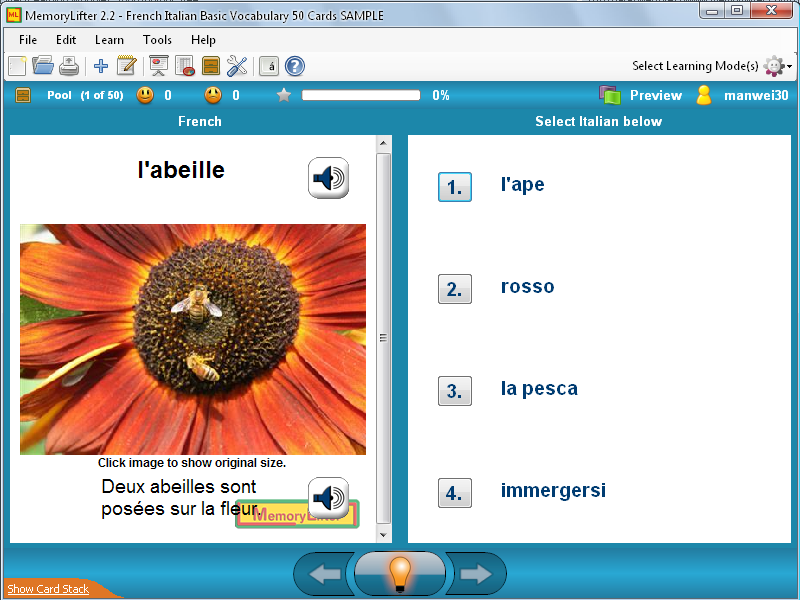 MemoryLifter 2.2 - French Italian Basic Vocabulary 50 Cards SAMPLE
File Edit Learn Tools Help
á ? Select Learning Mode(s)
Pool (1 of 50) 0 0 0% Preview manwei30
French
Select Italian below
l'abeille
Click image to show original size.
Deux abeilles sont
posées sur la fleur.
MemoryLifter
1. l'ape
2. rosso
3. la pesca
4. immergersi
Show Card Stack